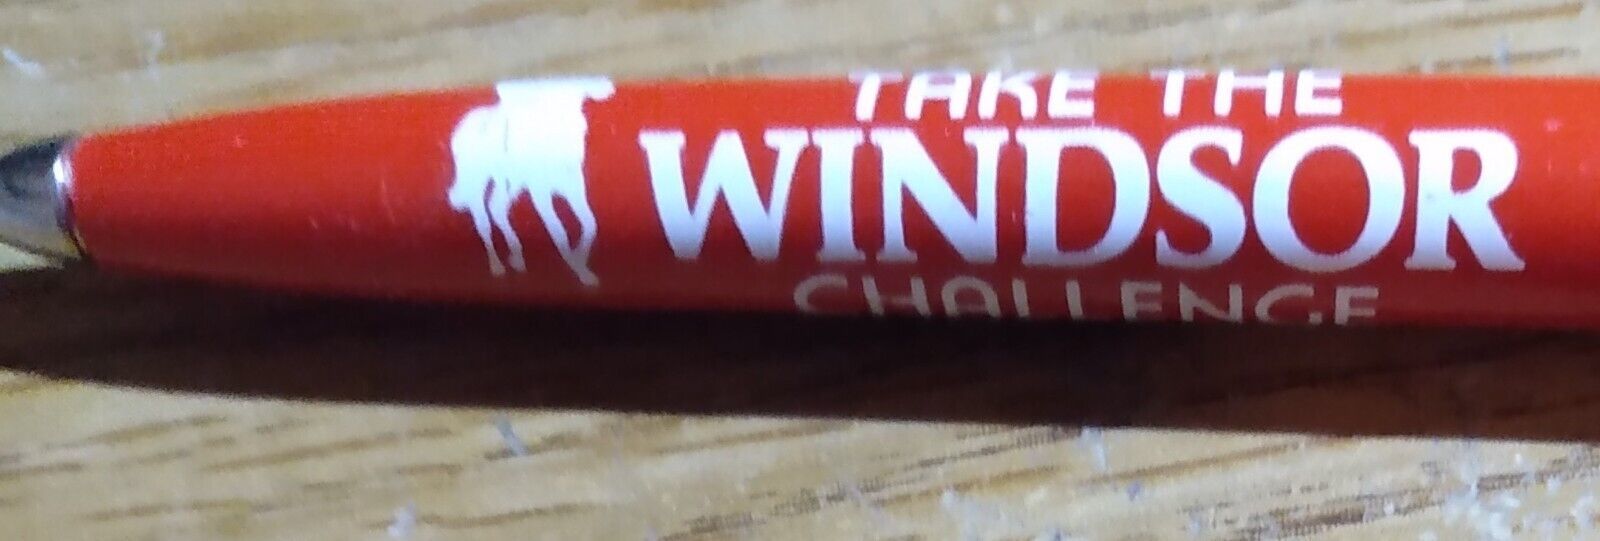 TAKE THE
WINDSOR
CHALLENGE